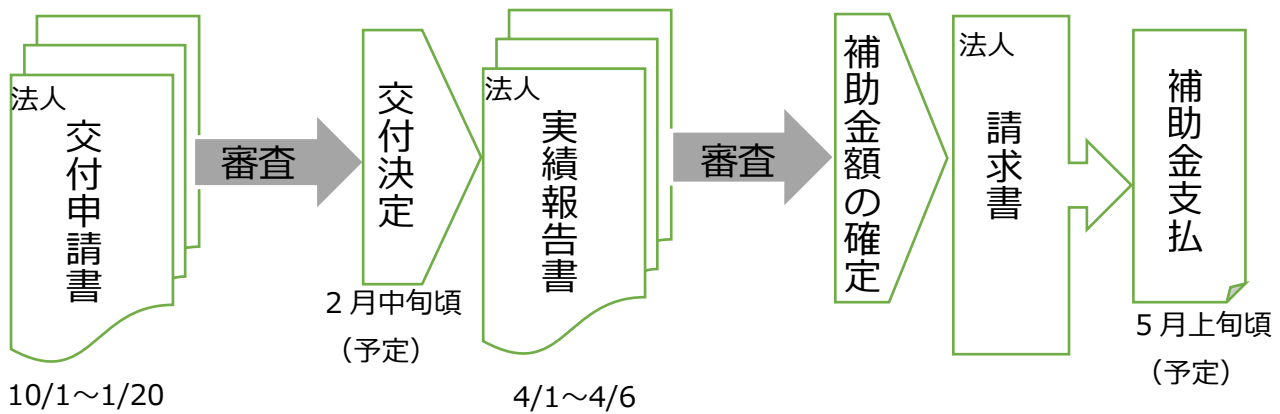 法人
交付申請書
10/1～1/20
審査
交付決定
２月中旬頃
（予定）
法人
実績報告書
4/1～4/6
審査
補助金額の確定
法人
請求書
補助金支払
５月上旬頃
（予定）